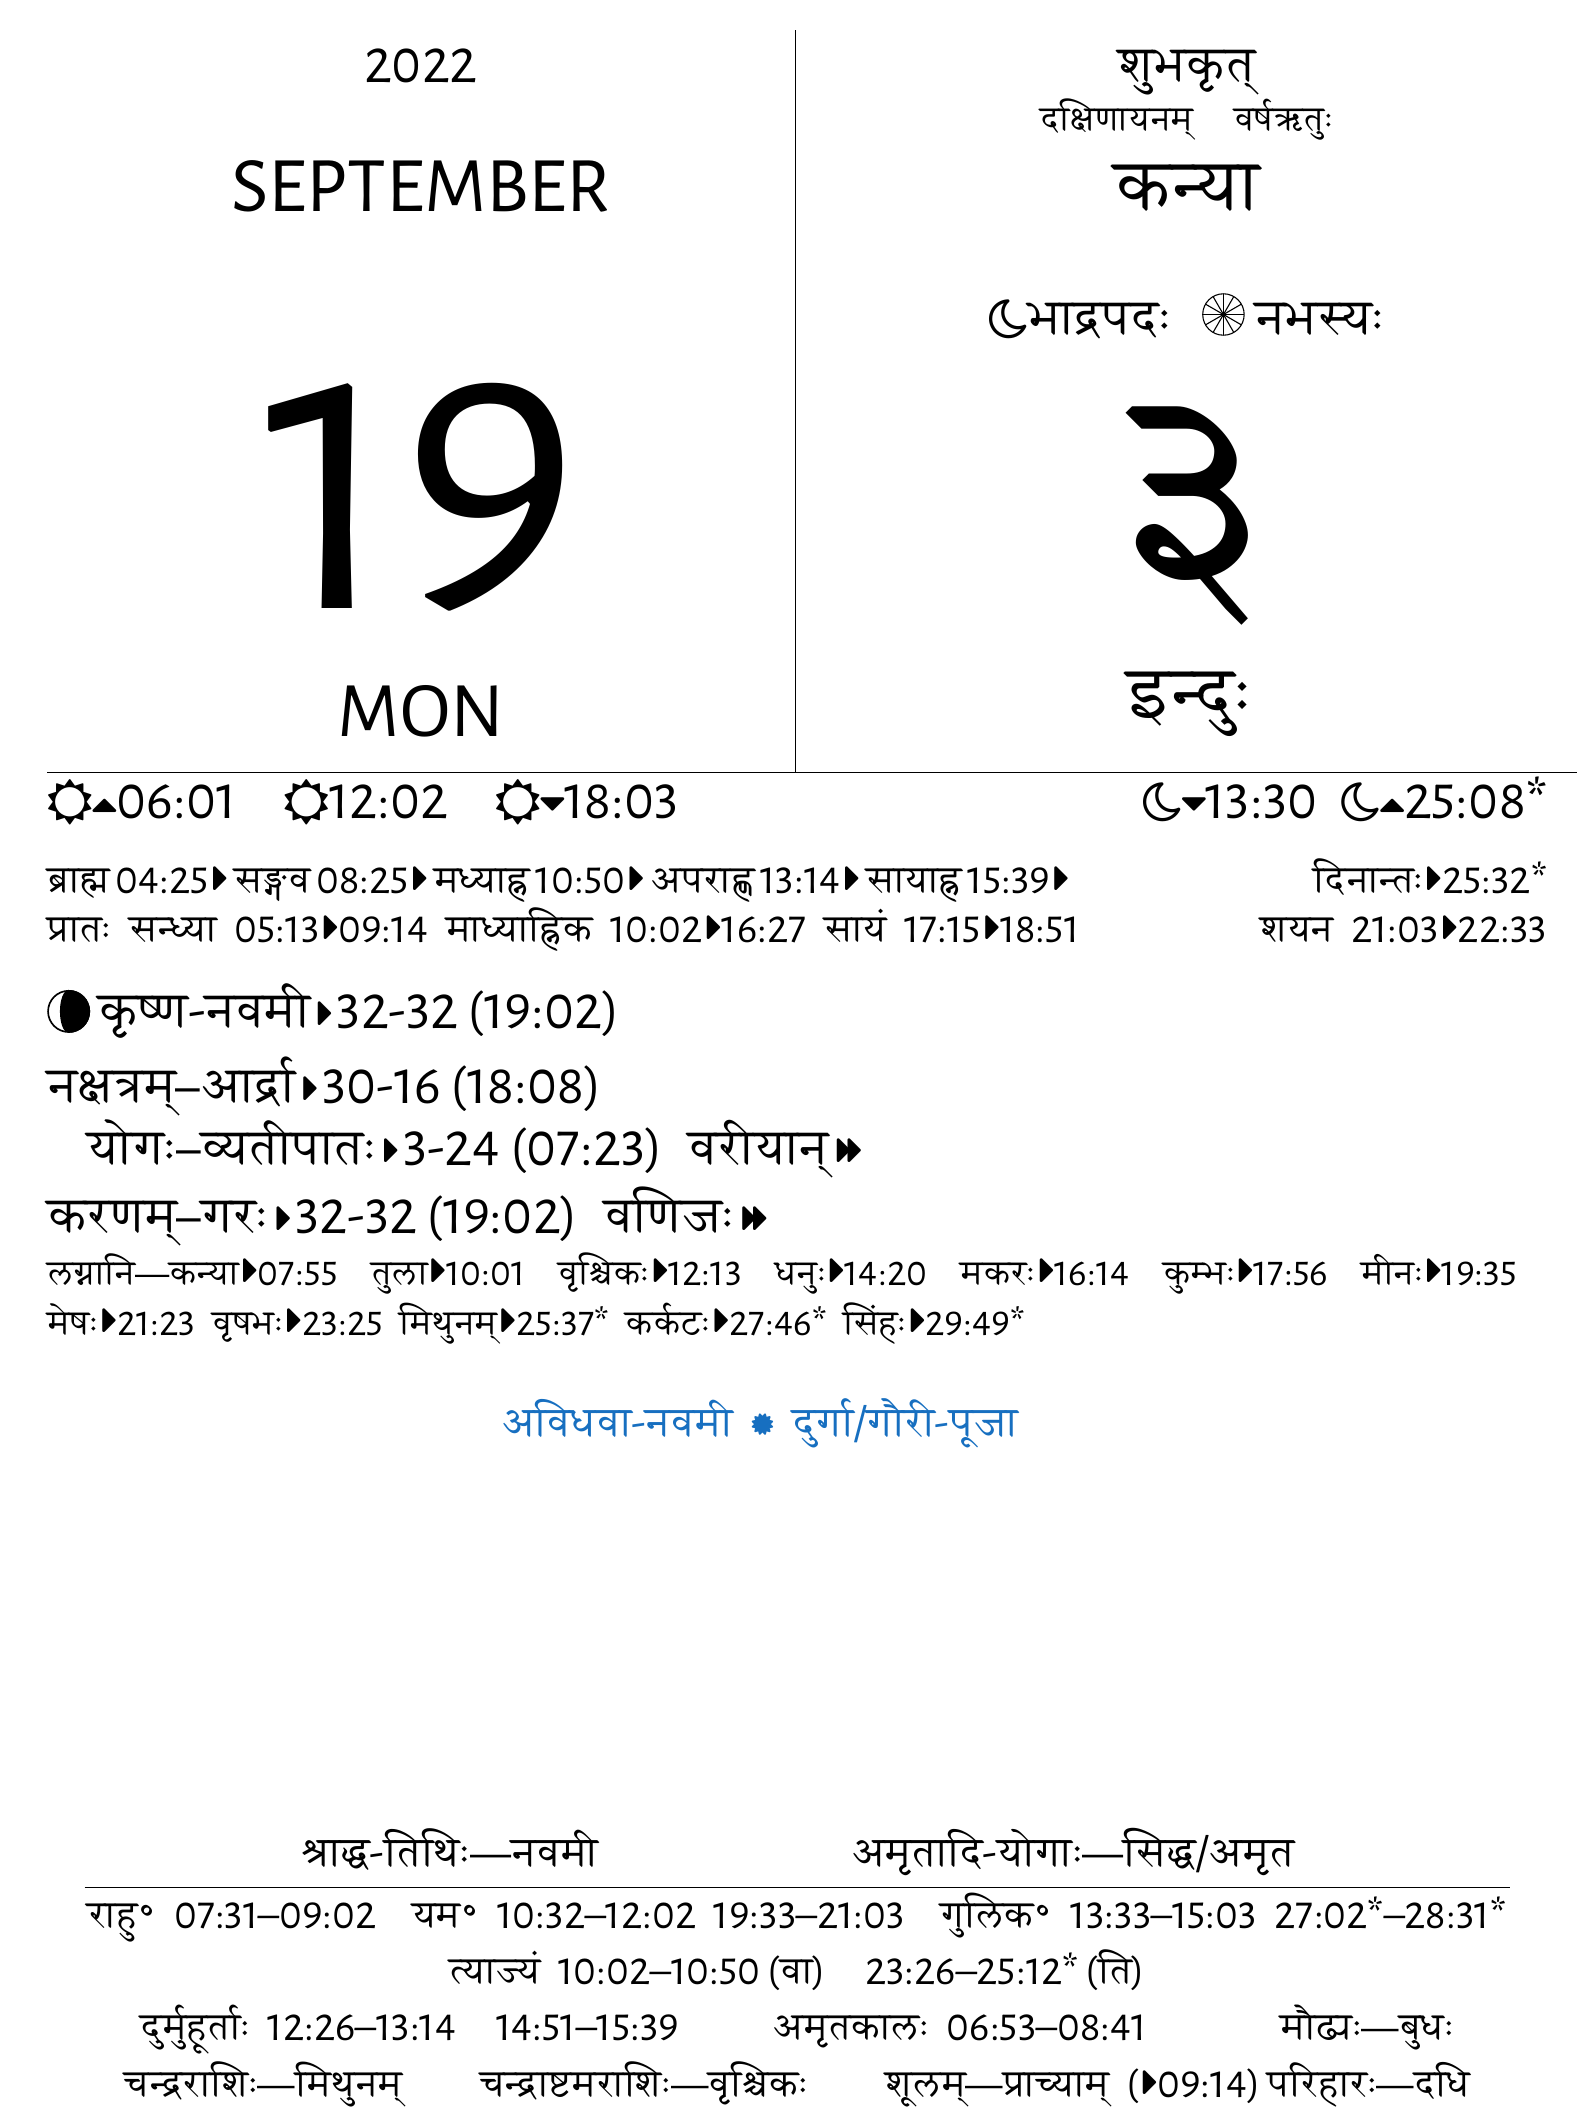 2022
SEPTEMBER
19
MON
शुभकृत्
दक्षिणायनम् वर्षऋतुः
कन्या
भाद्रपदः नभस्यः
३
इन्दुः
06:01 12:02 18:03 13:30 25:08*
ब्राह्म 04:25 सङ्गव 08:25 मध्याह्न 10:50 अपराह्ण 13:14 सायाह्न 15:39 दिनान्तः 25:32*
प्रातः सन्ध्या 05:13 09:14 माध्याह्निक 10:02 16:27 सायं 17:15 18:51 शयन 21:03 22:33
कृष्ण-नवमी 32-32 (19:02)
नक्षत्रम्–आर्द्रा 30-16 (18:08)
योगः–व्यतीपातः 3-24 (07:23) वरीयान्
करणम्–गरः 32-32 (19:02) वणिजः
लग्नानि—कन्या 07:55 तुला 10:01 वृश्चिकः 12:13 धनुः 14:20 मकरः 16:14 कुम्भः 17:56 मीनः 19:35
मेषः 21:23 वृषभः 23:25 मिथुनम् 25:37* कर्कटः 27:46* सिंहः 29:49*
अविधवा-नवमी दुर्गा/गौरी-पूजा
श्राद्ध-तिथिः—नवमी अमृतादि-योगाः—सिद्ध/अमृत
राहु॰ 07:31–09:02 यम॰ 10:32–12:02 19:33–21:03 गुलिक॰ 13:33–15:03 27:02*–28:31*
त्याज्यं 10:02–10:50 (वा) 23:26–25:12* (ति)
दुर्मुहूर्ताः 12:26–13:14 14:51–15:39 अमृतकालः 06:53–08:41 मौढ्यः—बुधः
चन्द्रराशिः—मिथुनम् चन्द्राष्टमराशिः—वृश्चिकः शूलम्—प्राच्याम् (09:14) परिहारः—दधि